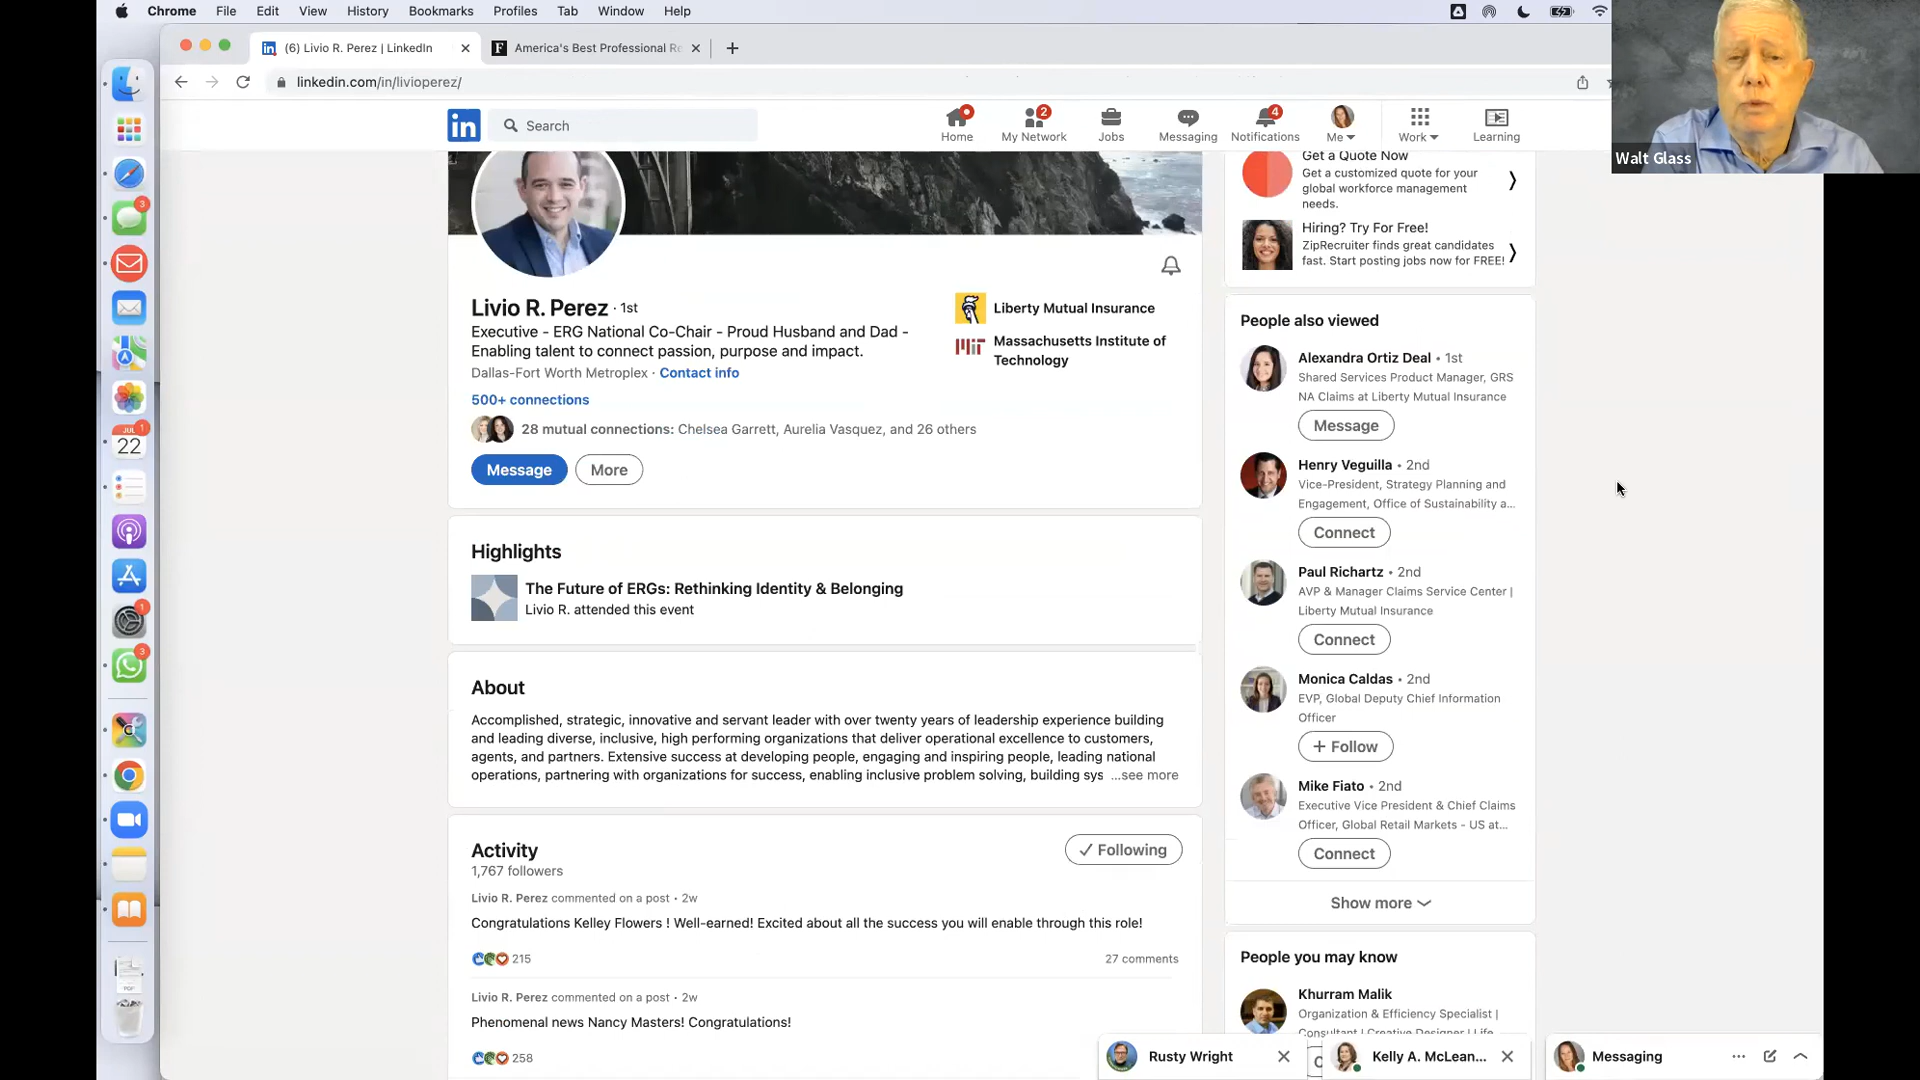 Chrome File Edit View History Bookmarks Profiles Tab Window Help
(6) Livio R. Perez | LinkedIn
America's Best Professional Re
linkedin.com/in/livioperez/
Walt Glass
in Search
Home
2
My Network
Jobs
Messaging
4
Notifications
Me
Work
Learning
Livio R. Perez · 1st
Executive - ERG National Co-Chair - Proud Husband and Dad -
Enabling talent to connect passion, purpose and impact.
Dallas-Fort Worth Metroplex · Contact info
500+ connections
28 mutual connections: Chelsea Garrett, Aurelia Vasquez, and 26 others
Message More
Liberty Mutual Insurance
Massachusetts Institute of
Technology
Highlights
The Future of ERGs: Rethinking Identity & Belonging
Livio R. attended this event
About
Accomplished, strategic, innovative and servant leader with over twenty years of leadership experience building
and leading diverse, inclusive, high performing organizations that deliver operational excellence to customers,
agents, and partners. Extensive success at developing people, engaging and inspiring people, leading national
operations, partnering with organizations for success, enabling inclusive problem solving, building sys ...see more
Activity
1,767 followers
Following
Livio R. Perez commented on a post • 2w
Congratulations Kelley Flowers ! Well-earned! Excited about all the success you will enable through this role!
215
27 comments
Livio R. Perez commented on a post • 2w
Phenomenal news Nancy Masters! Congratulations!
258
Get a Quote Now
Get a customized quote for your
global workforce management
needs.
Hiring? Try For Free!
ZipRecruiter finds great candidates
fast. Start posting jobs now for FREE!
People also viewed
Alexandra Ortiz Deal • 1st
Shared Services Product Manager, GRS
NA Claims at Liberty Mutual Insurance
Message
Henry Veguilla • 2nd
Vice-President, Strategy Planning and
Engagement, Office of Sustainability a...
Connect
Paul Richartz • 2nd
AVP & Manager Claims Service Center |
Liberty Mutual Insurance
Connect
Monica Caldas • 2nd
EVP, Global Deputy Chief Information
Officer
+ Follow
Mike Fiato • 2nd
Executive Vice President & Chief Claims
Officer, Global Retail Markets - US at...
Connect
Show more
People you may know
Khurram Malik
Organization & Efficiency Specialist |
Consultant | Creative Designer | Life
Rusty Wright
Kelly A. McLean...
Messaging
3
JUL 1
22
1
3